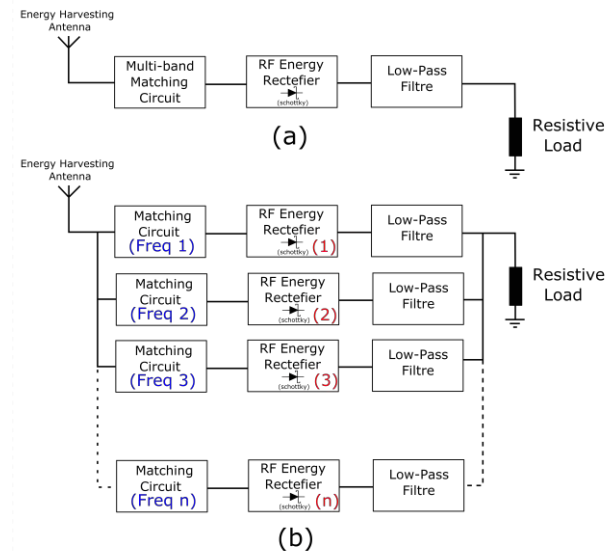 Energy Harvesting
Antenna
Multi-band
Matching
Circuit
RF Energy
Rectefier
(schottky)
Low-Pass
Filtre
Resistive
Load
(a)
Energy Harvesting
Antenna
Matching
Circuit
(Freq 1)
RF Energy
Rectefier
(schottky)
(1)
Low-Pass
Filtre
Resistive
Load
Matching
Circuit
(Freq 2)
RF Energy
Rectefier
(schottky)
(2)
Low-Pass
Filtre
Matching
Circuit
(Freq 3)
RF Energy
Rectefier
(schottky)
(3)
Low-Pass
Filtre
Matching
Circuit
(Freq n)
RF Energy
Rectefier
(schottky)
(n)
Low-Pass
Filtre
(b)